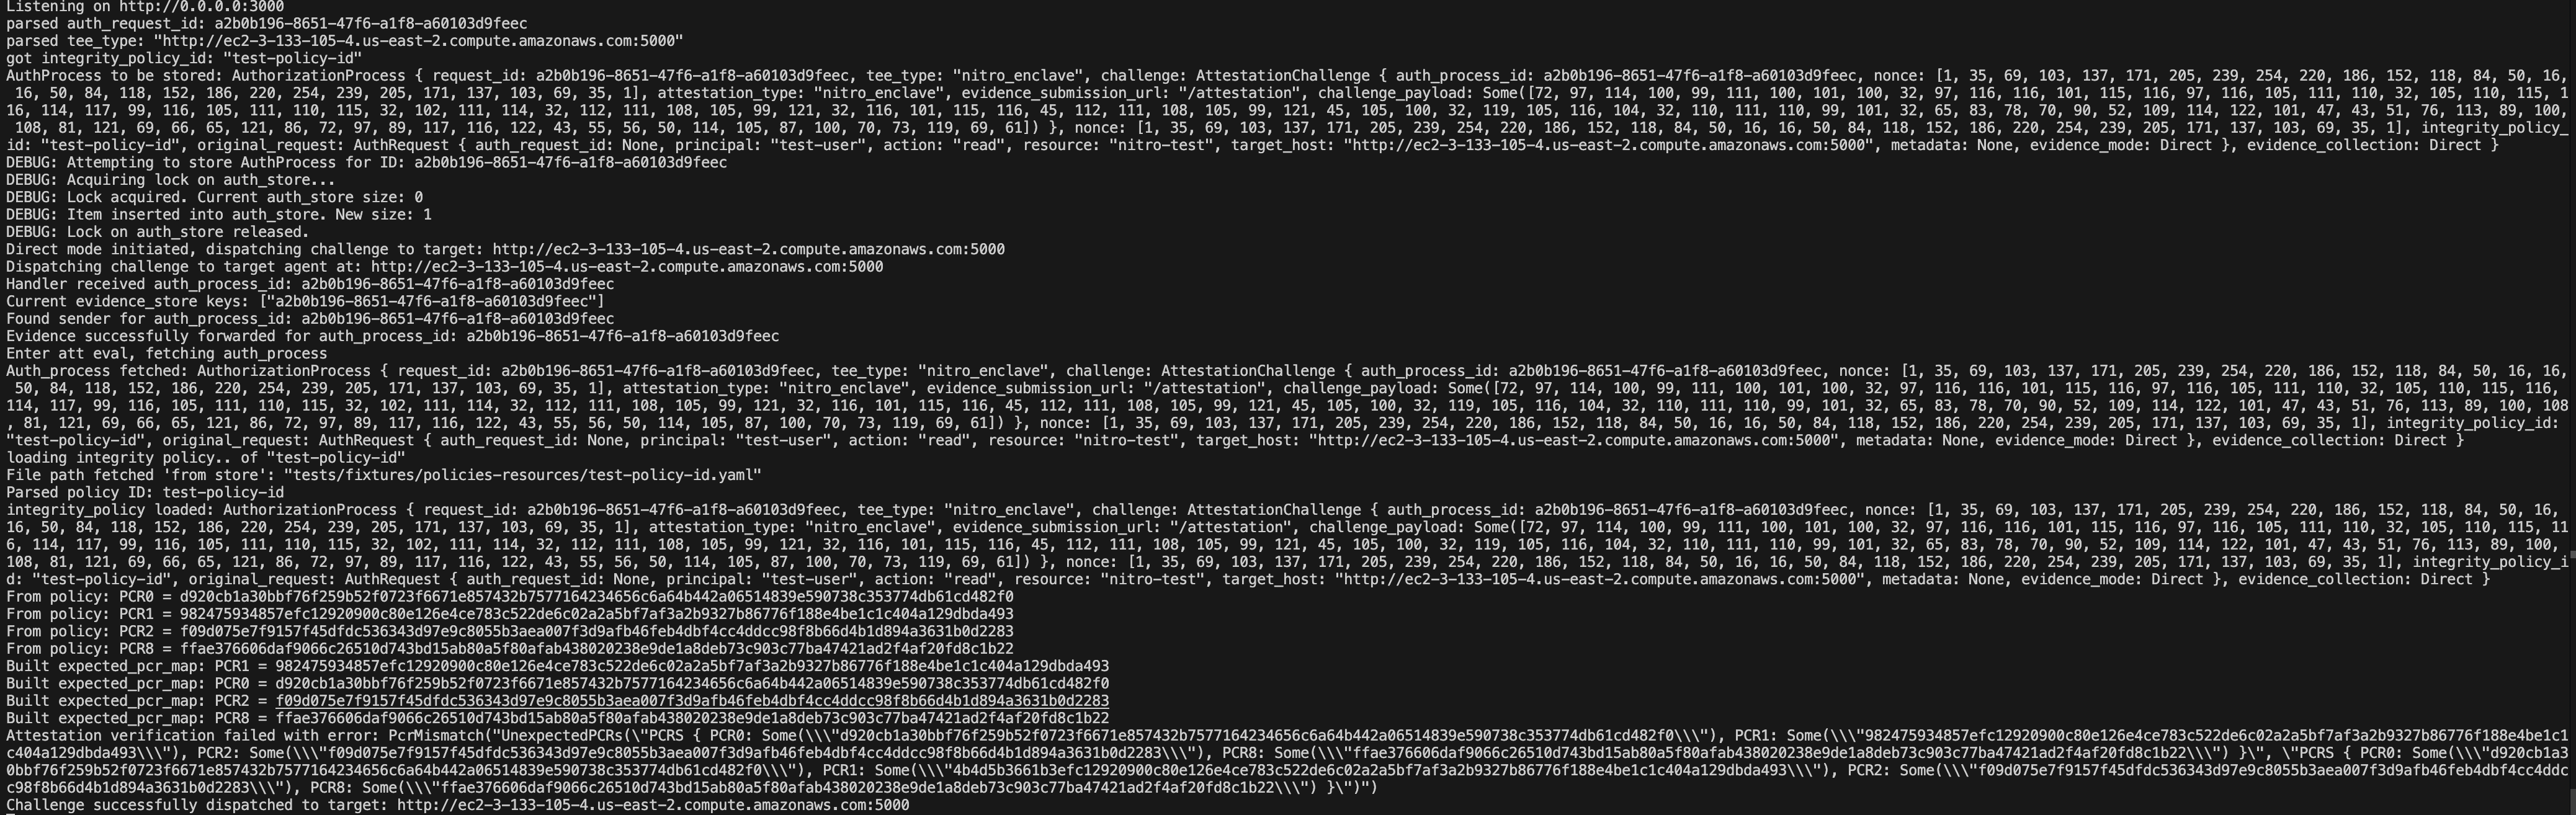 Listening on http://0.0.0.0:3000
parsed auth_request_id: a2b0b196-8651-47f6-a1f8-a60103d9feec
parsed tee_type: "http://ec2-3-133-105-4.us-east-2.compute.amazonaws.com:5000"
got integrity_policy_id: "test-policy-id"
AuthProcess to be stored: AuthorizationProcess { request_id: a2b0b196-8651-47f6-a1f8-a60103d9feec, tee_type: "nitro_enclave", challenge: AttestationChallenge { auth_process_id: a2b0b196-8651-47f6-a1f8-a60103d9feec, nonce: [1, 35, 69, 103, 137, 171, 205, 239, 254, 220, 186, 152, 118, 84, 50, 16,
 16, 50, 84, 118, 152, 186, 220, 254, 239, 205, 171, 137, 103, 69, 35, 1], attestation_type: "nitro_enclave", evidence_submission_url: "/attestation", challenge_payload: Some([72, 97, 114, 100, 99, 111, 100, 101, 100, 32, 97, 116, 116, 101, 115, 116, 97, 116, 105, 111, 110, 32, 105, 110, 115, 1
16, 114, 117, 99, 116, 105, 111, 110, 115, 32, 102, 111, 114, 32, 112, 111, 108, 105, 99, 121, 32, 116, 101, 115, 116, 45, 112, 111, 108, 105, 99, 121, 45, 105, 100, 32, 119, 105, 116, 104, 32, 110, 111, 110, 99, 101, 32, 65, 83, 78, 70, 90, 52, 109, 114, 122, 101, 47, 43, 51, 76, 113, 89, 100,
 108, 81, 121, 69, 66, 65, 121, 86, 72, 97, 89, 117, 116, 122, 43, 55, 56, 50, 114, 105, 87, 100, 70, 73, 119, 69, 61]) }, nonce: [1, 35, 69, 103, 137, 171, 205, 239, 254, 220, 186, 152, 118, 84, 50, 16, 16, 50, 84, 118, 152, 186, 220, 254, 239, 205, 171, 137, 103, 69, 35, 1], integrity_policy_
id: "test-policy-id", original_request: AuthRequest { auth_request_id: None, principal: "test-user", action: "read", resource: "nitro-test", target_host: "http://ec2-3-133-105-4.us-east-2.compute.amazonaws.com:5000", metadata: None, evidence_mode: Direct }, evidence_collection: Direct }
DEBUG: Attempting to store AuthProcess for ID: a2b0b196-8651-47f6-a1f8-a60103d9feec
DEBUG: Acquiring lock on auth_store...
DEBUG: Lock acquired. Current auth_store size: 0
DEBUG: Item inserted into auth_store. New size: 1
DEBUG: Lock on auth_store released.
Direct mode initiated, dispatching challenge to target: http://ec2-3-133-105-4.us-east-2.compute.amazonaws.com:5000
Dispatching challenge to target agent at: http://ec2-3-133-105-4.us-east-2.compute.amazonaws.com:5000
Handler received auth_process_id: a2b0b196-8651-47f6-a1f8-a60103d9feec
Current evidence_store keys: ["a2b0b196-8651-47f6-a1f8-a60103d9feec"]
Found sender for auth_process_id: a2b0b196-8651-47f6-a1f8-a60103d9feec
Evidence successfully forwarded for auth_process_id: a2b0b196-8651-47f6-a1f8-a60103d9feec
Enter att eval, fetching auth_process
Auth_process fetched: AuthorizationProcess { request_id: a2b0b196-8651-47f6-a1f8-a60103d9feec, tee_type: "nitro_enclave", challenge: AttestationChallenge { auth_process_id: a2b0b196-8651-47f6-a1f8-a60103d9feec, nonce: [1, 35, 69, 103, 137, 171, 205, 239, 254, 220, 186, 152, 118, 84, 50, 16, 16,
 50, 84, 118, 152, 186, 220, 254, 239, 205, 171, 137, 103, 69, 35, 1], attestation_type: "nitro_enclave", evidence_submission_url: "/attestation", challenge_payload: Some([72, 97, 114, 100, 99, 111, 100, 101, 100, 32, 97, 116, 116, 101, 115, 116, 97, 116, 105, 111, 110, 32, 105, 110, 115, 116,
114, 117, 99, 116, 105, 111, 110, 115, 32, 102, 111, 114, 32, 112, 111, 108, 105, 99, 121, 32, 116, 101, 115, 116, 45, 112, 111, 108, 105, 99, 121, 45, 105, 100, 32, 119, 105, 116, 104, 32, 110, 111, 110, 99, 101, 32, 65, 83, 78, 70, 90, 52, 109, 114, 122, 101, 47, 43, 51, 76, 113, 89, 100, 108
, 81, 121, 69, 66, 65, 121, 86, 72, 97, 89, 117, 116, 122, 43, 55, 56, 50, 114, 105, 87, 100, 70, 73, 119, 69, 61]) }, nonce: [1, 35, 69, 103, 137, 171, 205, 239, 254, 220, 186, 152, 118, 84, 50, 16, 16, 50, 84, 118, 152, 186, 220, 254, 239, 205, 171, 137, 103, 69, 35, 1], integrity_policy_id:
"test-policy-id", original_request: AuthRequest { auth_request_id: None, principal: "test-user", action: "read", resource: "nitro-test", target_host: "http://ec2-3-133-105-4.us-east-2.compute.amazonaws.com:5000", metadata: None, evidence_mode: Direct }, evidence_collection: Direct }
loading integrity policy.. of "test-policy-id"
File path fetched 'from store': "tests/fixtures/policies-resources/test-policy-id.yaml"
Parsed policy ID: test-policy-id
integrity_policy loaded: AuthorizationProcess { request_id: a2b0b196-8651-47f6-a1f8-a60103d9feec, tee_type: "nitro_enclave", challenge: AttestationChallenge { auth_process_id: a2b0b196-8651-47f6-a1f8-a60103d9feec, nonce: [1, 35, 69, 103, 137, 171, 205, 239, 254, 220, 186, 152, 118, 84, 50, 16,
16, 50, 84, 118, 152, 186, 220, 254, 239, 205, 171, 137, 103, 69, 35, 1], attestation_type: "nitro_enclave", evidence_submission_url: "/attestation", challenge_payload: Some([72, 97, 114, 100, 99, 111, 100, 101, 100, 32, 97, 116, 116, 101, 115, 116, 97, 116, 105, 111, 110, 32, 105, 110, 115, 11
6, 114, 117, 99, 116, 105, 111, 110, 115, 32, 102, 111, 114, 32, 112, 111, 108, 105, 99, 121, 32, 116, 101, 115, 116, 45, 112, 111, 108, 105, 99, 121, 45, 105, 100, 32, 119, 105, 116, 104, 32, 110, 111, 110, 99, 101, 32, 65, 83, 78, 70, 90, 52, 109, 114, 122, 101, 47, 43, 51, 76, 113, 89, 100,
108, 81, 121, 69, 66, 65, 121, 86, 72, 97, 89, 117, 116, 122, 43, 55, 56, 50, 114, 105, 87, 100, 70, 73, 119, 69, 61]) }, nonce: [1, 35, 69, 103, 137, 171, 205, 239, 254, 220, 186, 152, 118, 84, 50, 16, 16, 50, 84, 118, 152, 186, 220, 254, 239, 205, 171, 137, 103, 69, 35, 1], integrity_policy_i
d: "test-policy-id", original_request: AuthRequest { auth_request_id: None, principal: "test-user", action: "read", resource: "nitro-test", target_host: "http://ec2-3-133-105-4.us-east-2.compute.amazonaws.com:5000", metadata: None, evidence_mode: Direct }, evidence_collection: Direct }
From policy: PCR0 = d920cb1a30bbf76f259b52f0723f6671e857432b7577164234656c6a64b442a06514839e590738c353774db61cd482f0
From policy: PCR1 = 982475934857efc12920900c80e126e4ce783c522de6c02a2a5bf7af3a2b9327b86776f188e4be1c1c404a129dbda493
From policy: PCR2 = f09d075e7f9157f45dfdc536343d97e9c8055b3aea007f3d9afb46feb4dbf4cc4ddcc98f8b66d4b1d894a3631b0d2283
From policy: PCR8 = ffae376606daf9066c26510d743bd15ab80a5f80afab438020238e9de1a8deb73c903c77ba47421ad2f4af20fd8c1b22
Built expected_pcr_map: PCR1 = 982475934857efc12920900c80e126e4ce783c522de6c02a2a5bf7af3a2b9327b86776f188e4be1c1c404a129dbda493
Built expected_pcr_map: PCR0 = d920cb1a30bbf76f259b52f0723f6671e857432b7577164234656c6a64b442a06514839e590738c353774db61cd482f0
Built expected_pcr_map: PCR2 = f09d075e7f9157f45dfdc536343d97e9c8055b3aea007f3d9afb46feb4dbf4cc4ddcc98f8b66d4b1d894a3631b0d2283
Built expected_pcr_map: PCR8 = ffae376606daf9066c26510d743bd15ab80a5f80afab438020238e9de1a8deb73c903c77ba47421ad2f4af20fd8c1b22
Attestation verification failed with error: PcrMismatch("UnexpectedPCRs(\"PCRS { PCR0: Some(\\\"d920cb1a30bbf76f259b52f0723f6671e857432b7577164234656c6a64b442a06514839e590738c353774db61cd482f0\\\"), PCR1: Some(\\\"982475934857efc12920900c80e126e4ce783c522de6c02a2a5bf7af3a2b9327b86776f188e4be1c1
c404a129dbda493\\\"), PCR2: Some(\\\"f09d075e7f9157f45dfdc536343d97e9c8055b3aea007f3d9afb46feb4dbf4cc4ddcc98f8b66d4b1d894a3631b0d2283\\\"), PCR8: Some(\\\"ffae376606daf9066c26510d743bd15ab80a5f80afab438020238e9de1a8deb73c903c77ba47421ad2f4af20fd8c1b22\\\") }\", \"PCRS { PCR0: Some(\\\"d920cb1a3
0bbf76f259b52f0723f6671e857432b7577164234656c6a64b442a06514839e590738c353774db61cd482f0\\\"), PCR1: Some(\\\"4b4d5b3661b3efc12920900c80e126e4ce783c522de6c02a2a5bf7af3a2b9327b86776f188e4be1c1c404a129dbda493\\\"), PCR2: Some(\\\"f09d075e7f9157f45dfdc536343d97e9c8055b3aea007f3d9afb46feb4dbf4cc4ddc
c98f8b66d4b1d894a3631b0d2283\\\"), PCR8: Some(\\\"ffae376606daf9066c26510d743bd15ab80a5f80afab438020238e9de1a8deb73c903c77ba47421ad2f4af20fd8c1b22\\\") }\")")
Challenge successfully dispatched to target: http://ec2-3-133-105-4.us-east-2.compute.amazonaws.com:5000